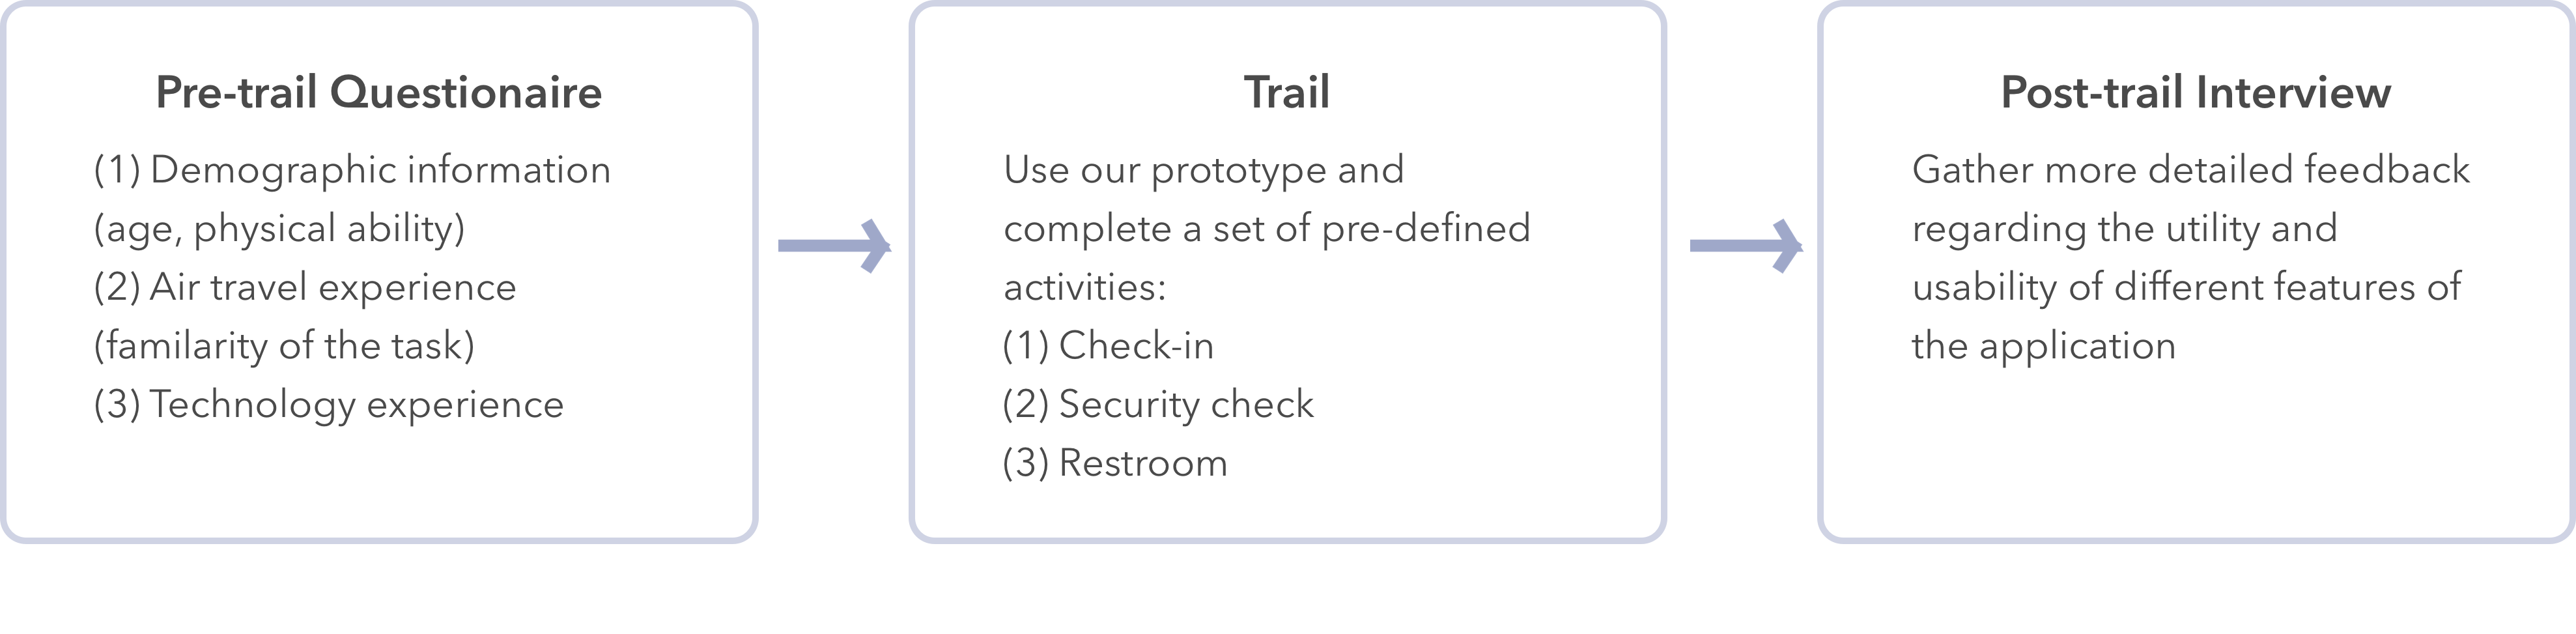 Pre-trail Questionaire
(1) Demographic information
(age, physical ability)
(2) Air travel experience
(familarity of the task)
(3) Technology experience
Trail
Use our prototype and
complete a set of pre-defined
activities:
(1) Check-in
(2) Security check
(3) Restroom
Post-trail Interview
Gather more detailed feedback
regarding the utility and
usability of different features of
the application